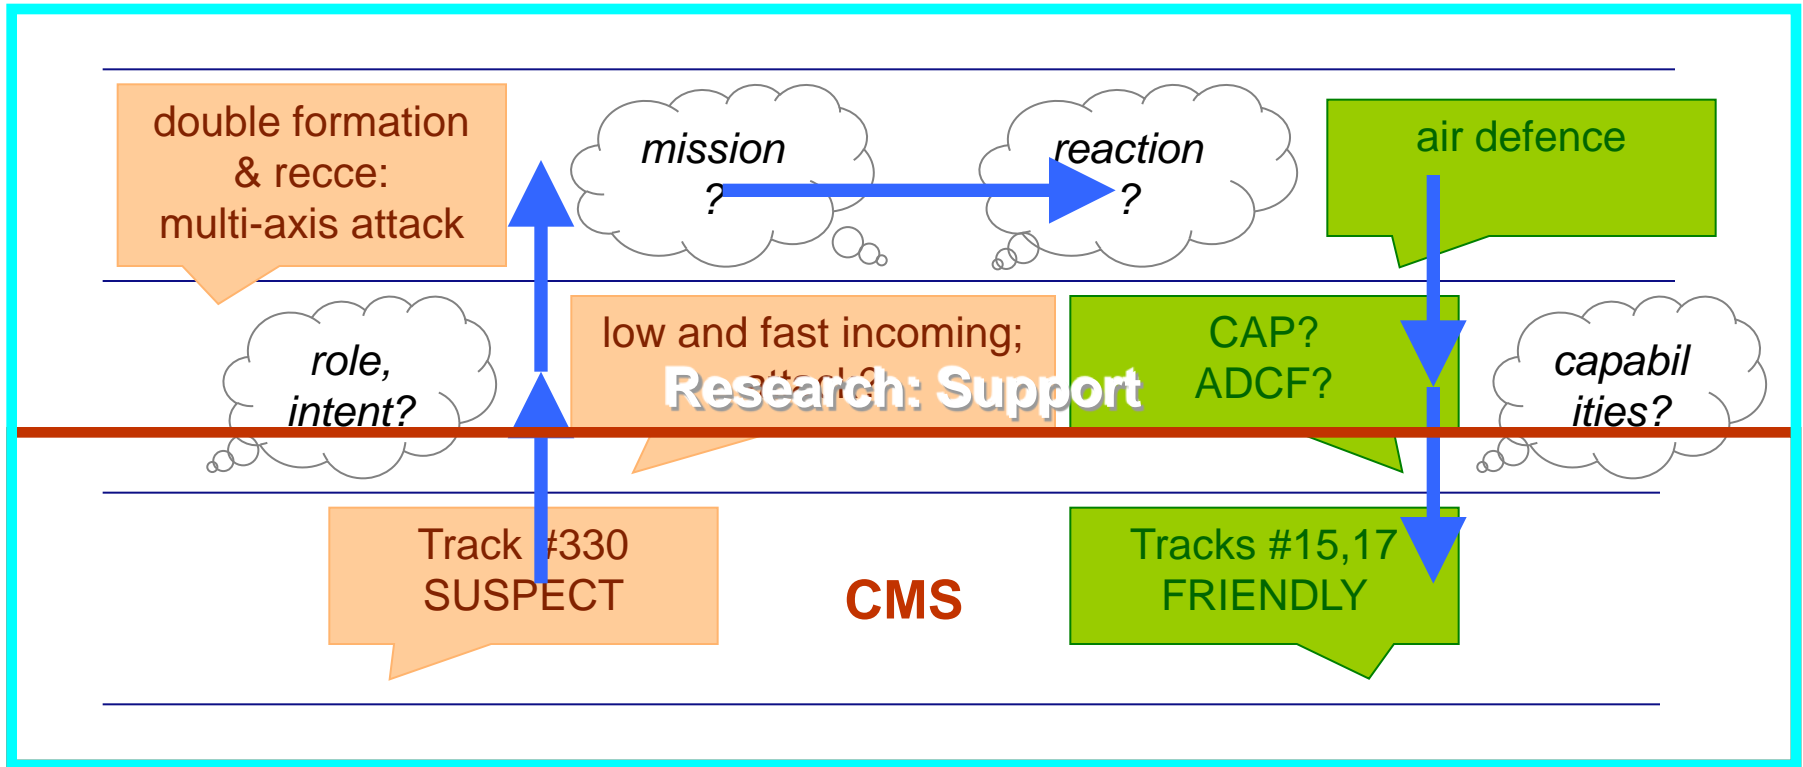 double formation
& recce:
multi-axis attack
mission
?
reaction
?
air defence
role,
intent?
low and fast incoming;
attack?
Research: Support
CAP?
ADCF?
capabil
ities?
Track #330
SUSPECT
CMS
Tracks #15,17
FRIENDLY